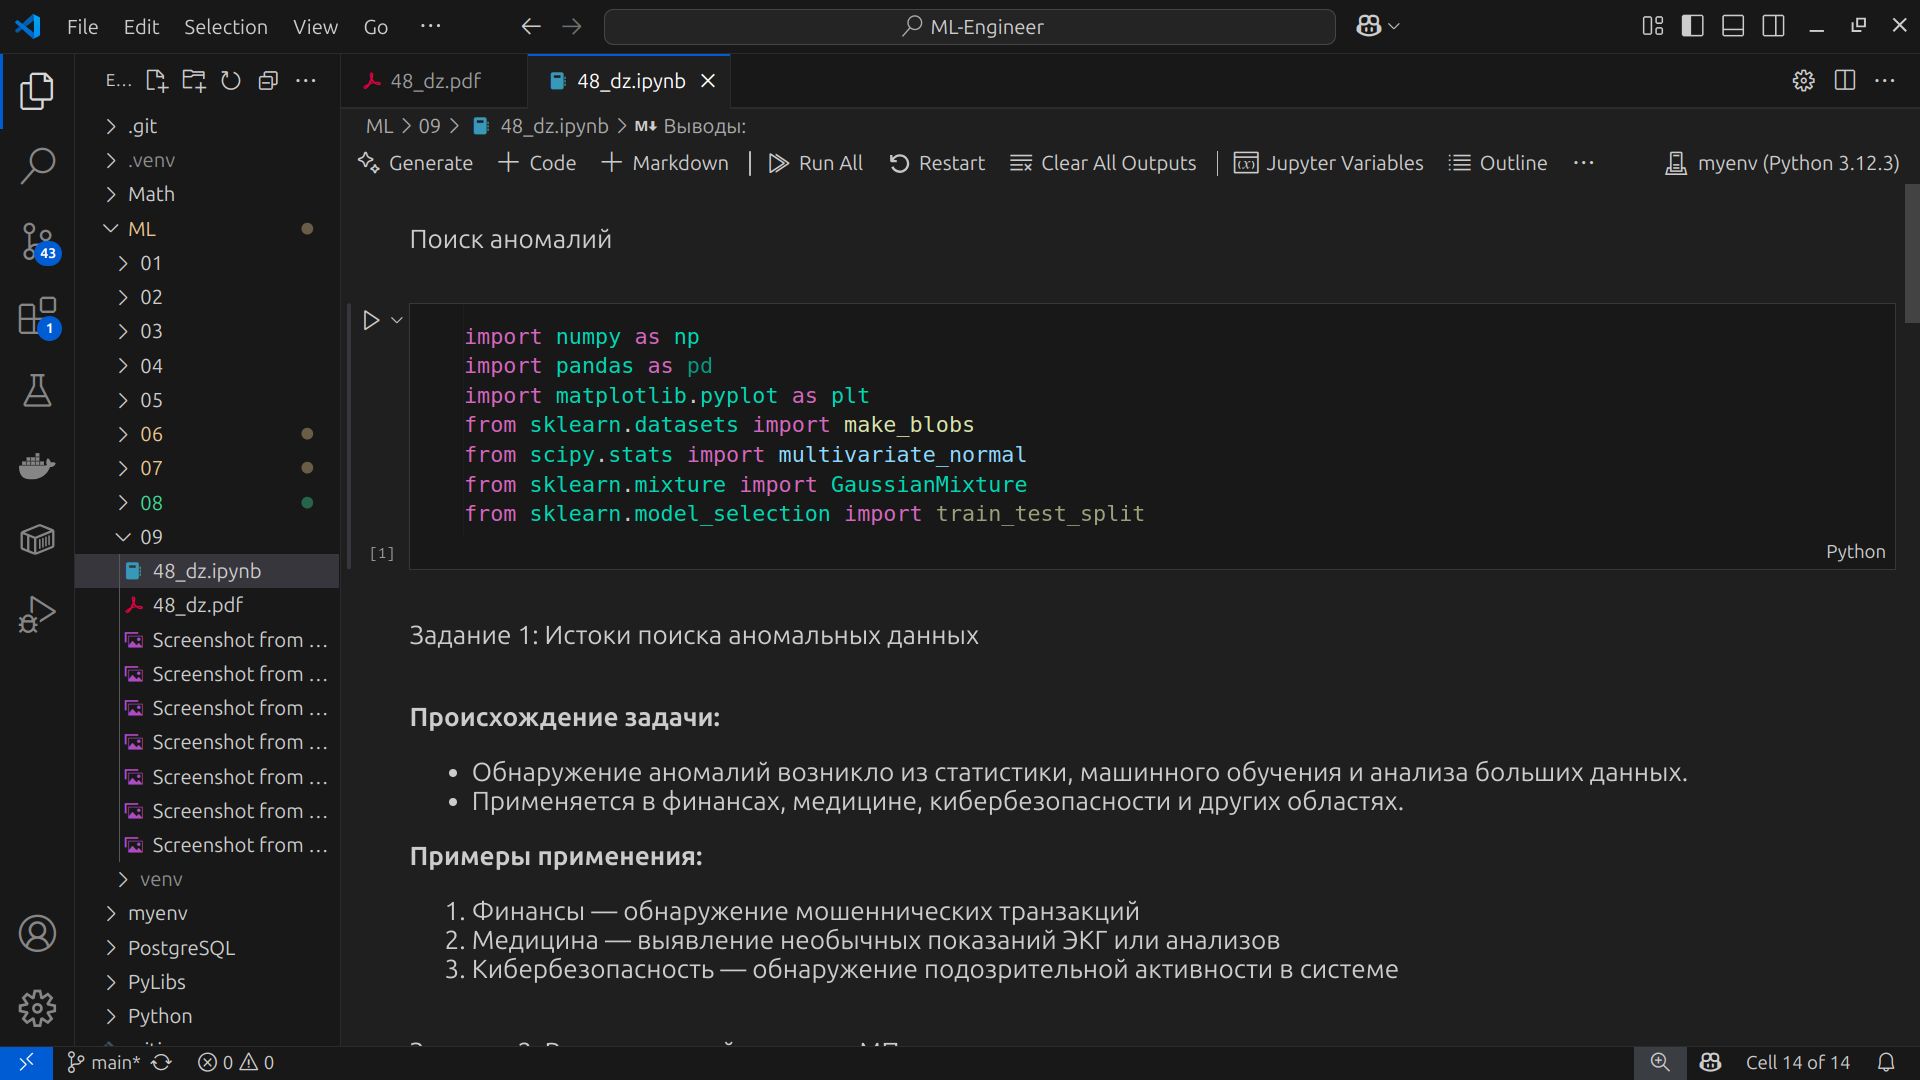 File Edit Selection View Go ··· ML-Engineer
E... 48_dz.pdf 48_dz.ipynb
ML > 09 > 48_dz.ipynb > M↓ Выводы:
Generate + Code + Markdown | Run All Restart Clear All Outputs | Jupyter Variables Outline ··· myenv (Python 3.12.3)
.git
.venv
Math
ML
01
02
03
04
05
06
07
08
09
48_dz.ipynb
48_dz.pdf
Screenshot from ...
Screenshot from ...
Screenshot from ...
Screenshot from ...
Screenshot from ...
Screenshot from ...
Screenshot from ...
venv
myenv
PostgreSQL
PyLibs
Python
43
1
Поиск аномалий
import numpy as np
import pandas as pd
import matplotlib.pyplot as plt
from sklearn.datasets import make_blobs
from scipy.stats import multivariate_normal
from sklearn.mixture import GaussianMixture
from sklearn.model_selection import train_test_split
[1]
Python
Задание 1: Истоки поиска аномальных данных
Происхождение задачи:
• Обнаружение аномалий возникло из статистики, машинного обучения и анализа больших данных.
• Применяется в финансах, медицине, кибербезопасности и других областях.
Примеры применения:
1. Финансы — обнаружение мошеннических транзакций
2. Медицина — выявление необычных показаний ЭКГ или анализов
3. Кибербезопасность — обнаружение подозрительной активности в системе
main* 0 0 Cell 14 of 14